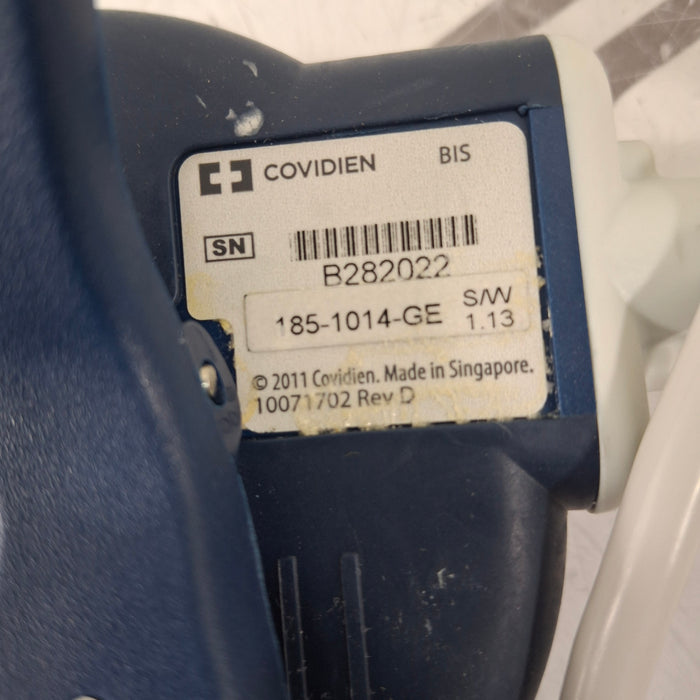 COVIDIEN BIS
SN
B282022
185-1014-GE S/W 1.13
© 2011 Covidien. Made in Singapore.
10071702 Rev D